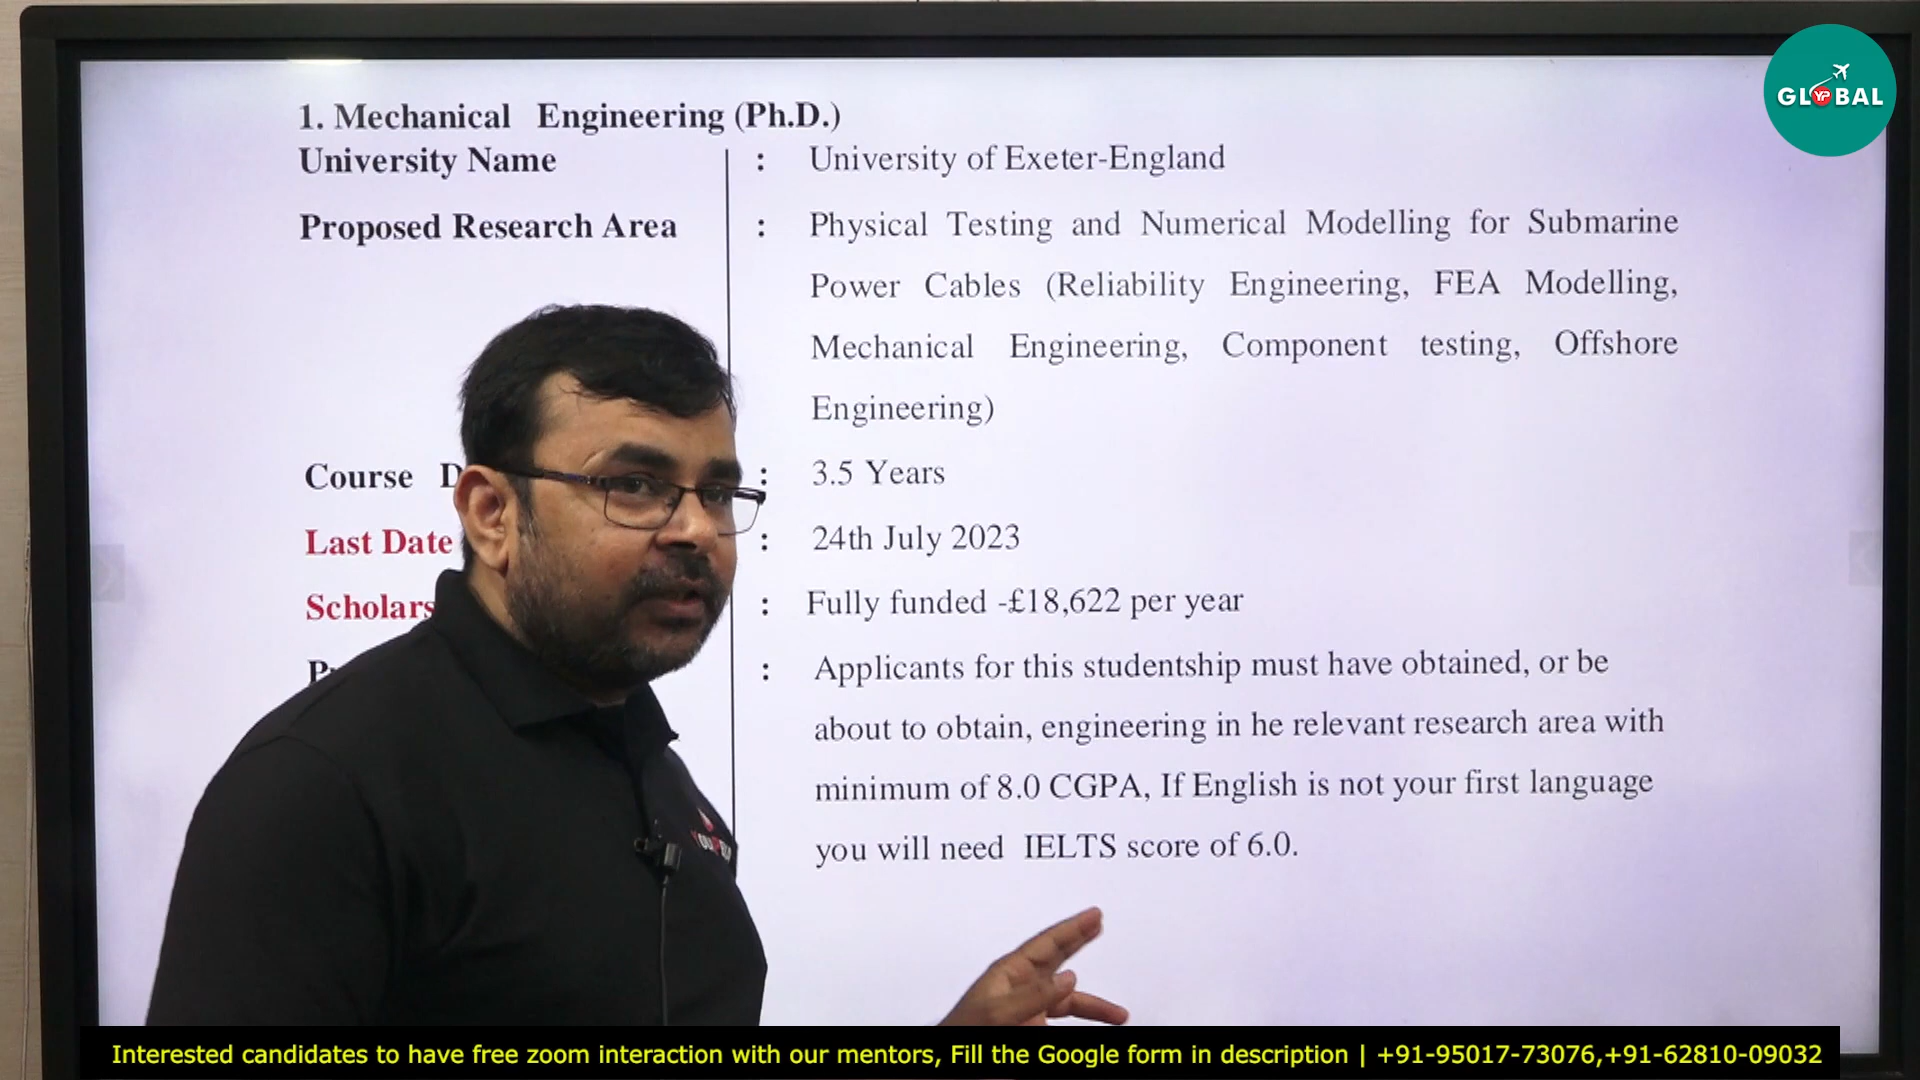 GLOBAL
YP
1. Mechanical Engineering (Ph.D.)
University Name : University of Exeter-England
Proposed Research Area : Physical Testing and Numerical Modelling for Submarine
Power Cables (Reliability Engineering, FEA Modelling,
Mechanical Engineering, Component testing, Offshore
Engineering)
Course : 3.5 Years
Last Date : 24th July 2023
: Fully funded -£18,622 per year
: Applicants for this studentship must have obtained, or be
about to obtain, engineering in he relevant research area with
minimum of 8.0 CGPA, If English is not your first language
you will need IELTS score of 6.0.
Interested candidates to have free zoom interaction with our mentors, Fill the Google form in description | +91-95017-73076,+91-62810-09032